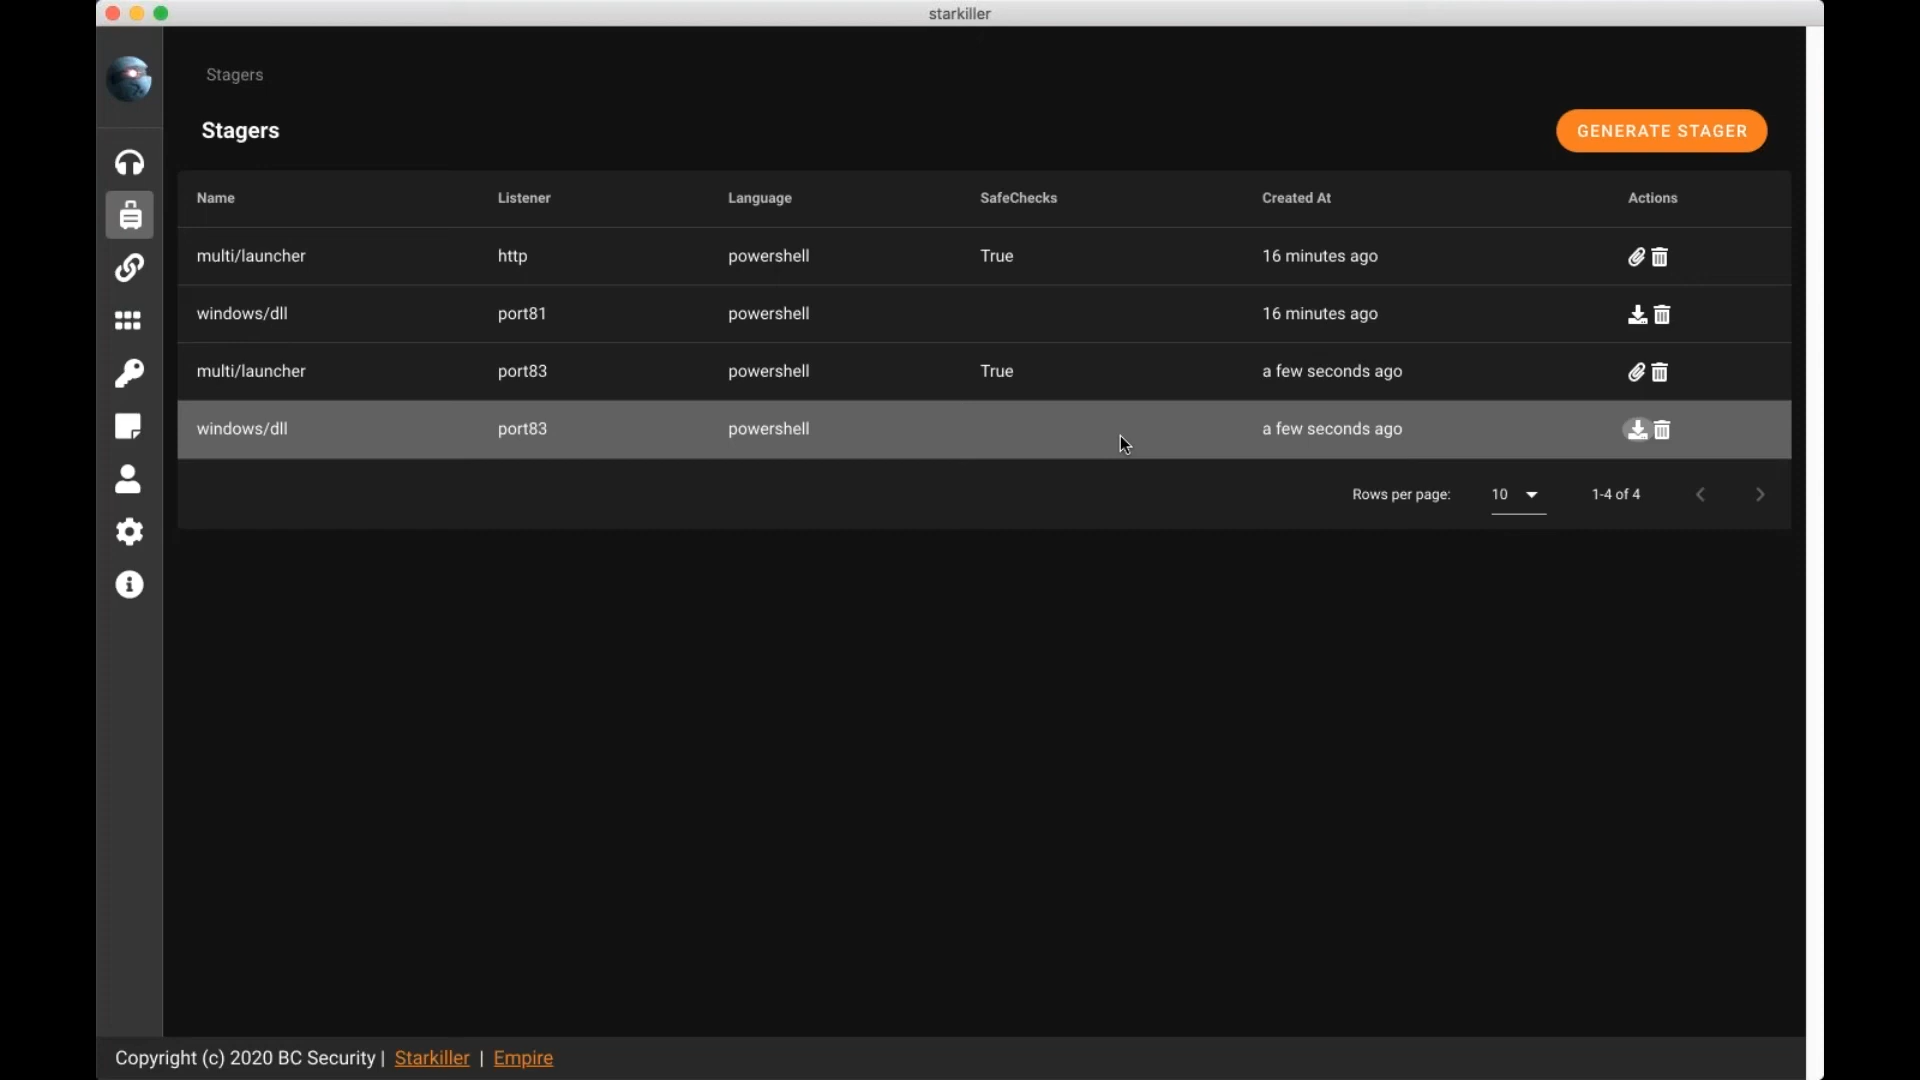 starkiller
Stagers
Stagers
GENERATE STAGER
Name Listener Language SafeChecks Created At Actions
multi/launcher http powershell True 16 minutes ago
windows/dll port81 powershell 16 minutes ago
multi/launcher port83 powershell True a few seconds ago
windows/dll port83 powershell a few seconds ago
Rows per page: 10 1-4 of 4
Copyright (c) 2020 BC Security | Starkiller | Empire